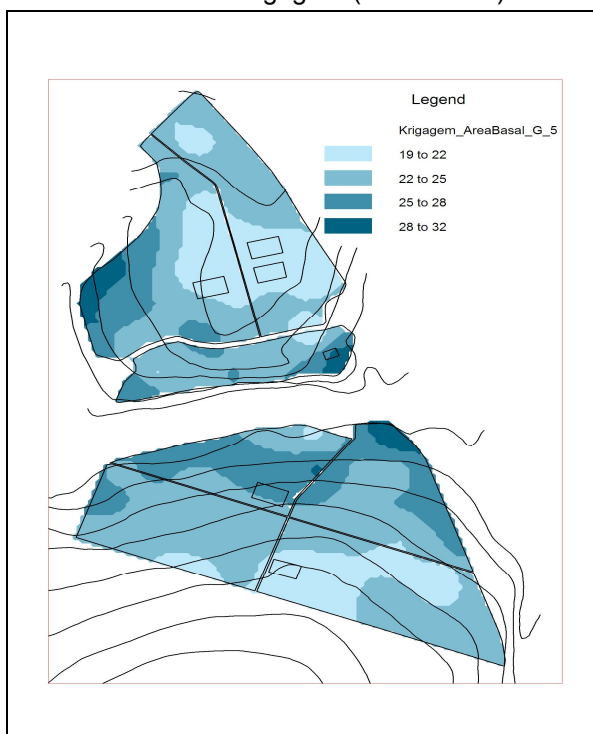 Legend
Krigagem_AreaBasal_G_5
19 to 22
22 to 25
25 to 28
28 to 32